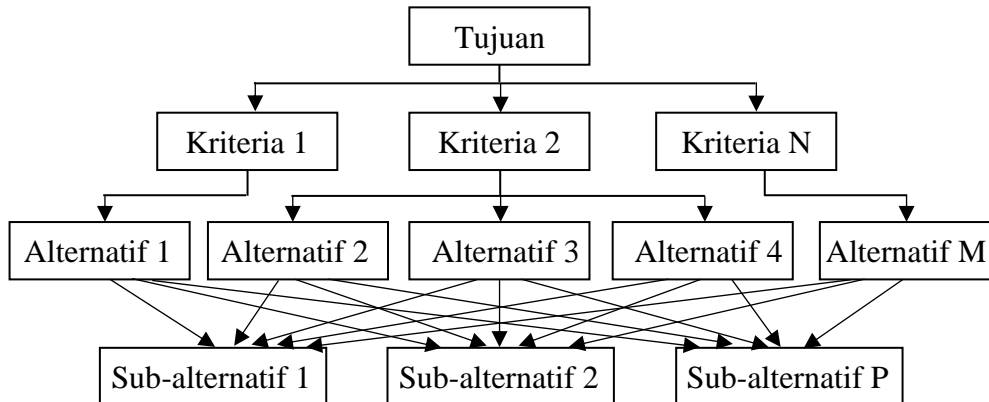 Tujuan
Kriteria 1
Kriteria 2
Kriteria N
Alternatif 1
Alternatif 2
Alternatif 3
Alternatif 4
Alternatif M
Sub-alternatif 1
Sub-alternatif 2
Sub-alternatif P